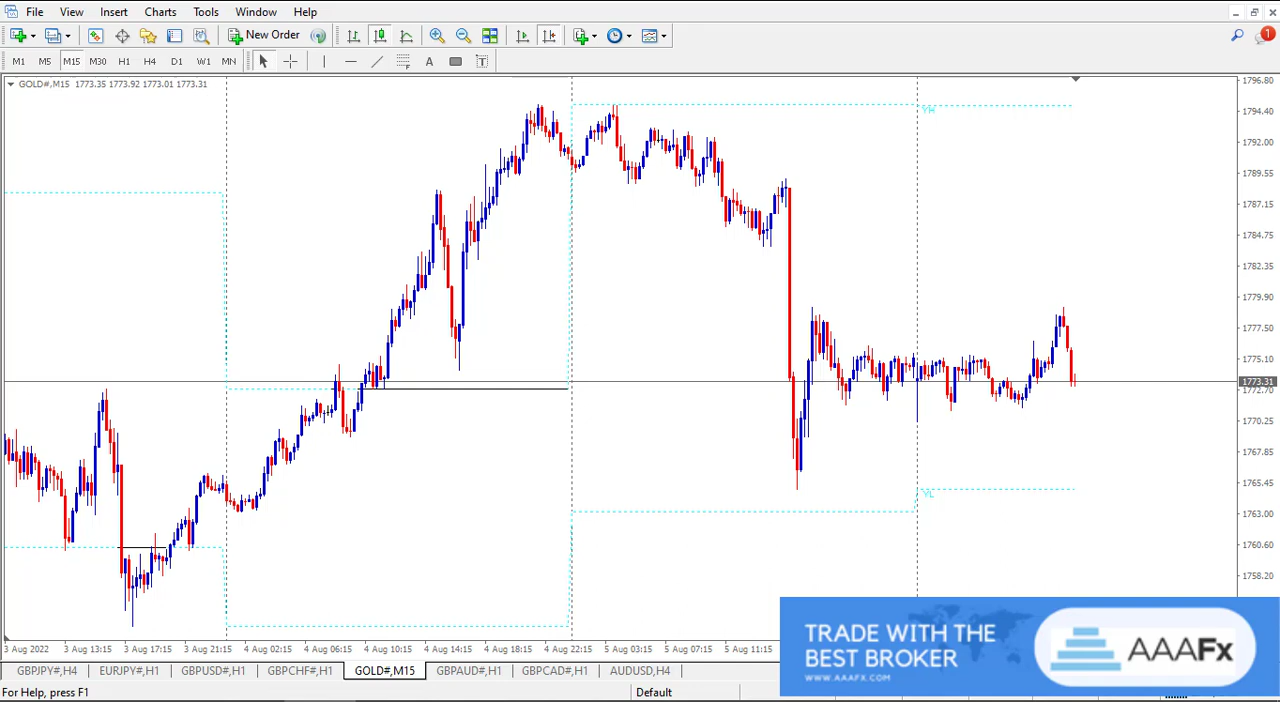 File View Insert Charts Tools Window Help
New Order
M1 M5 M15 M30 H1 H4 D1 W1 MN A T
1
GOLD#,M15 1773.35 1773.92 1773.01 1773.31
1796.80
YH
1794.40
1792.00
1789.55
1787.15
1784.75
1782.35
1779.90
1777.50
1775.10
1773.31
1772.70
1770.25
1767.85
1765.45
YL
1763.00
1760.60
1758.20
3 Aug 2022 3 Aug 13:15 3 Aug 17:15 3 Aug 21:15 4 Aug 02:15 4 Aug 06:15 4 Aug 10:15 4 Aug 14:15 4 Aug 18:15 4 Aug 22:15 5 Aug 03:15 5 Aug 07:15 5 Aug 11:15
TRADE WITH THE
BEST BROKER
WWW.AAAFX.COM
AAAFx
GBPJPY#,H4 EURJPY#,H1 GBPUSD#,H1 GBPCHF#,H1 GOLD#,M15 GBPAUD#,H1 GBPCAD#,H1 AUDUSD,H4
For Help, press F1 Default